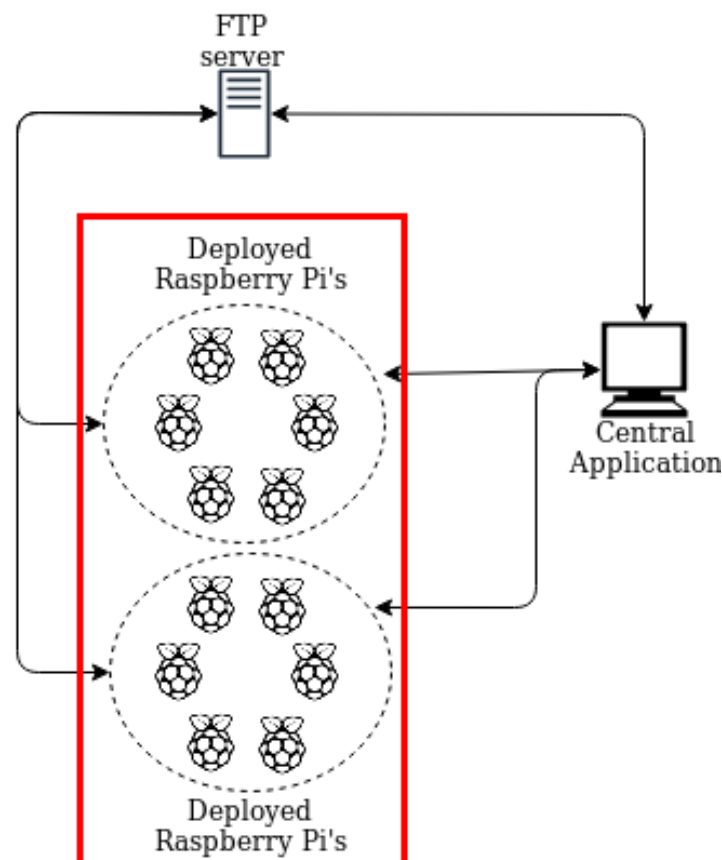 FTP
server
Deployed
Raspberry Pi's
Central
Application
Deployed
Raspberry Pi's